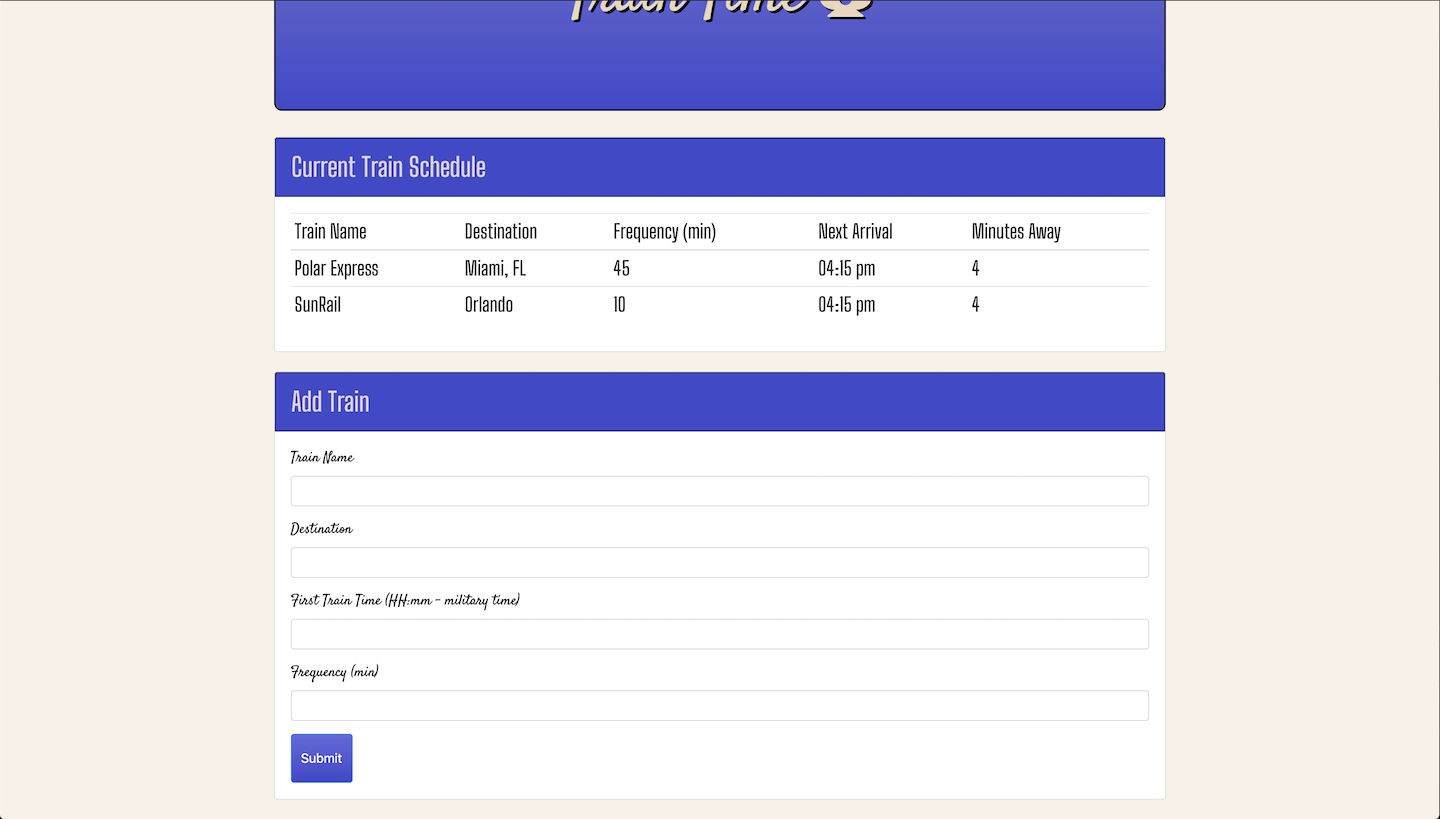 Train Time
Current Train Schedule
Train Name Destination Frequency (min) Next Arrival Minutes Away
Polar Express Miami, FL 45 04:15 pm 4
SunRail Orlando 10 04:15 pm 4
Add Train
Train Name
Destination
First Train Time (HH:mm - military time)
Frequency (min)
Submit